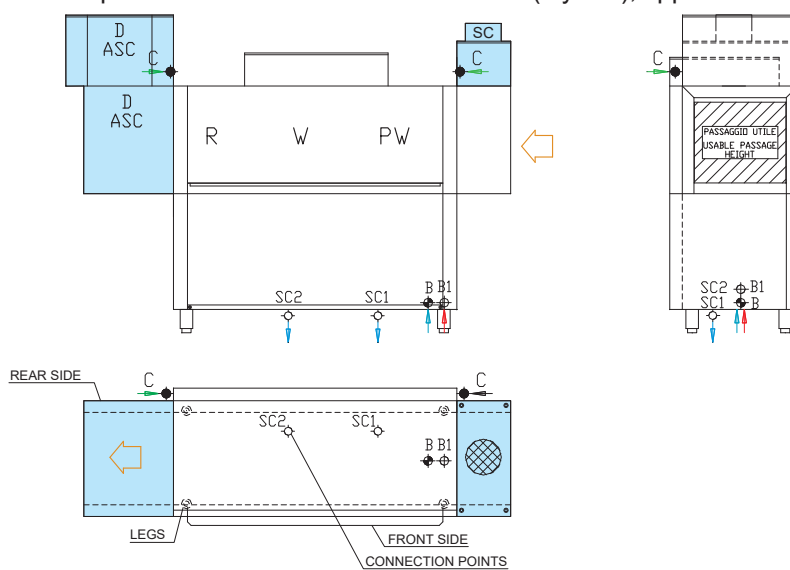 D
ASC
C
SC
C
D
ASC
R W PW
SC2
SC1
B B1
C
PASSAGGIO UTILE
USABLE PASSAGE
HEIGHT
SC2
B1
SC1
B
REAR SIDE
C
C
SC2
SC1
B B1
LEGS
FRONT SIDE
CONNECTION POINTS